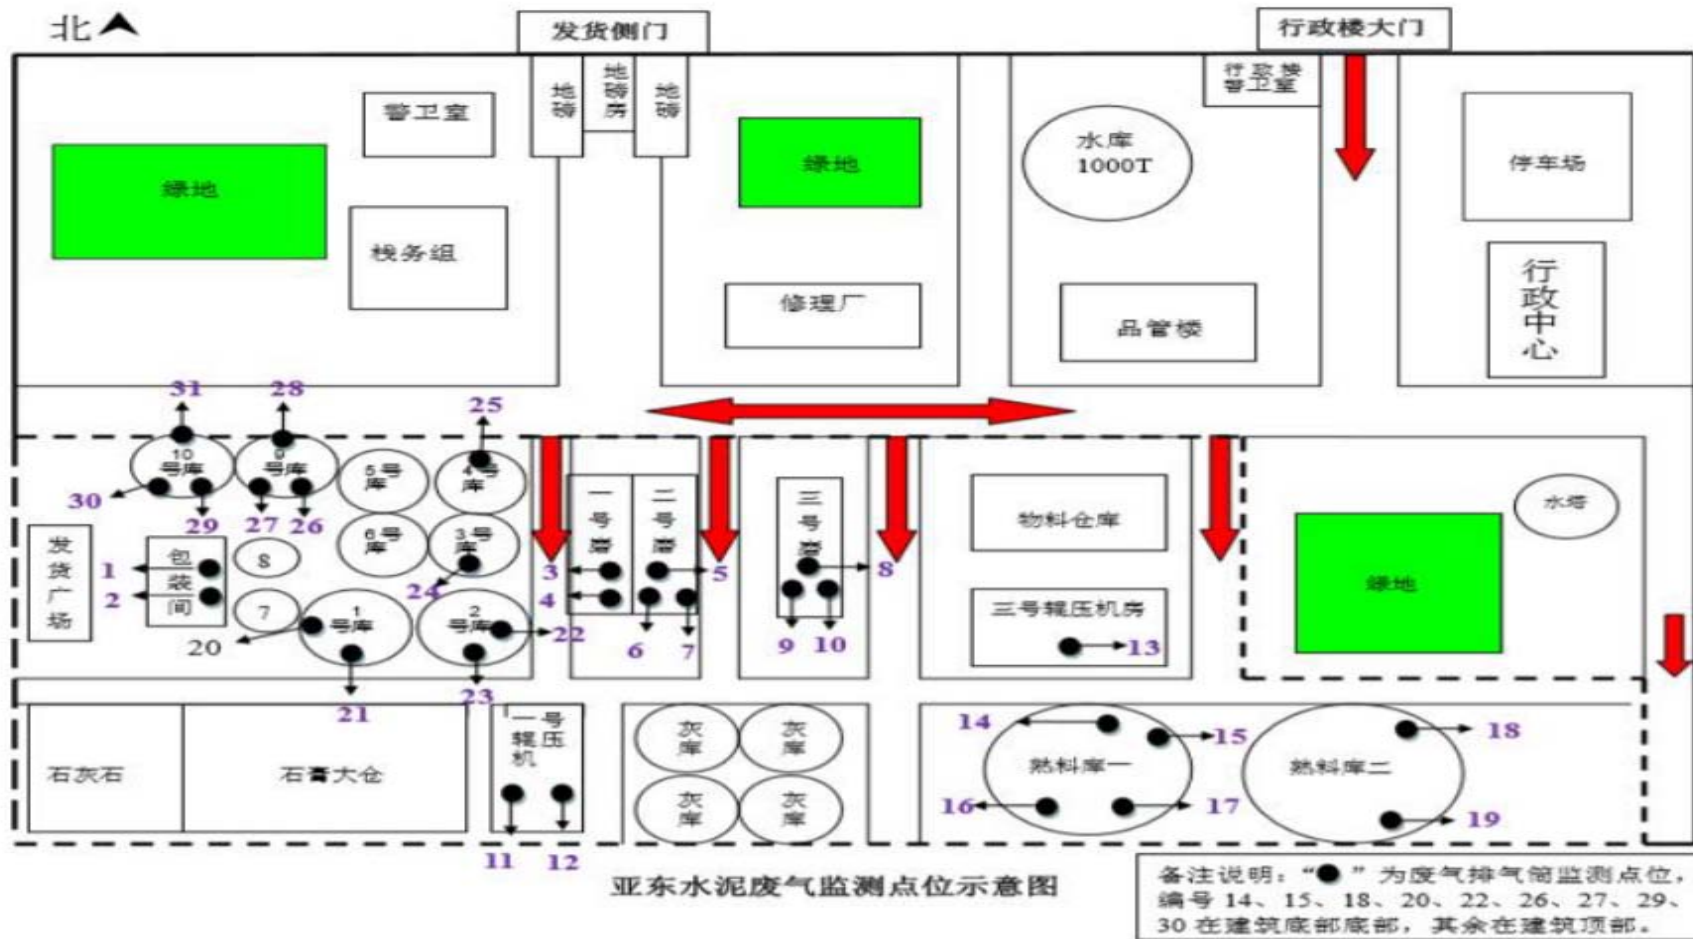 北
发货侧门
行政楼大门
地磅
地磅房
地磅
行政楼
警卫室
警卫室
绿地
栈务组
绿地
修理厂
水库
1000T
品管楼
停车场
行政中心
31
28
25
10
号库
9
号库
5号
库
4号
库
30
29
27
26
6号
库
3号
库
24
发货广场
包装间
1
2
8
7
1
号库
2
号库
20
21
22
23
一号
二号
三号
3
4
5
6
7
8
9
10
物料仓库
三号辊压机房
13
水塔
绿地
石灰石
石膏大仓
一号
辊压
机
11
12
灰库
灰库
灰库
灰库
14
15
熟料库一
16
17
18
熟料库二
19
亚东水泥废气监测点位示意图
备注说明：“● ”为废气排气筒监测点位，
编号 14、15、18、20、22、26、27、29、
30 在建筑底部底部，其余在建筑顶部。